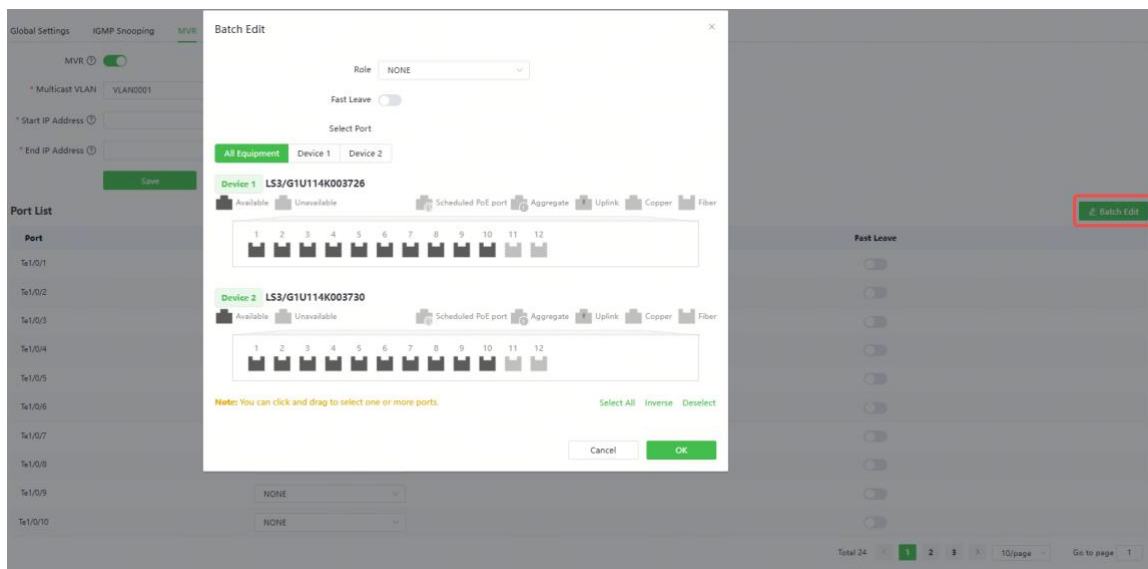 Global Settings IGMP Snooping MVR
MVR
* Multicast VLAN VLAN0001
* Start IP Address
* End IP Address
Save
Port List
Batch Edit
Port Fast Leave
Te1/0/1
Te1/0/2
Te1/0/3
Te1/0/4
Te1/0/5
Te1/0/6
Te1/0/7
Te1/0/8
Te1/0/9 NONE
Te1/0/10 NONE
Total 24 1 2 3 10/page Go to page 1
Batch Edit
Role NONE
Fast Leave
Select Port
All Equipment Device 1 Device 2
Device 1 LS3/G1U114K003726
Available Unavailable Scheduled PoE port Aggregate Uplink Copper Fiber
1 2 3 4 5 6 7 8 9 10 11 12
Device 2 LS3/G1U114K003730
Available Unavailable Scheduled PoE port Aggregate Uplink Copper Fiber
1 2 3 4 5 6 7 8 9 10 11 12
Note: You can click and drag to select one or more ports.
Select All Inverse Deselect
Cancel OK